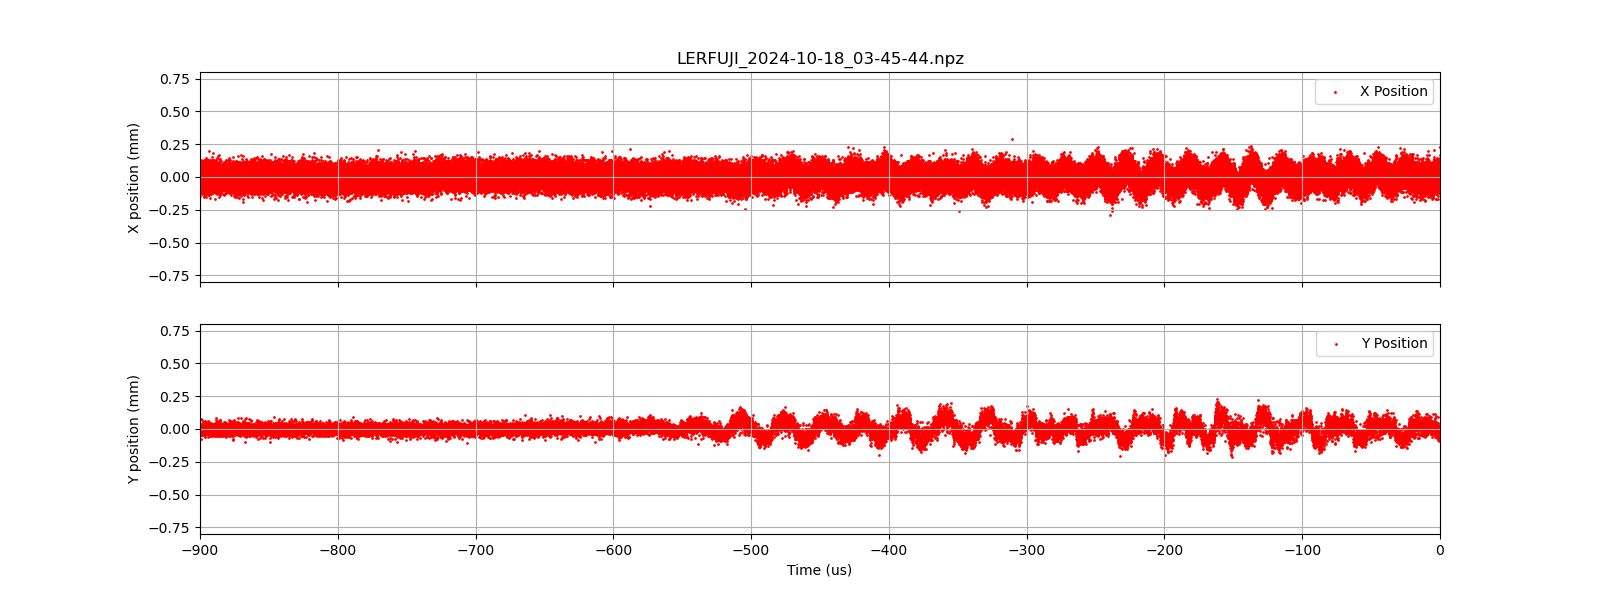 LERFUJI_2024-10-18_03-45-44.npz
X position (mm)
0.75
0.50
0.25
0.00
−0.25
−0.50
−0.75
X Position
Y position (mm)
0.75
0.50
0.25
0.00
−0.25
−0.50
−0.75
Y Position
−900 −800 −700 −600 −500 −400 −300 −200 −100 0
Time (us)